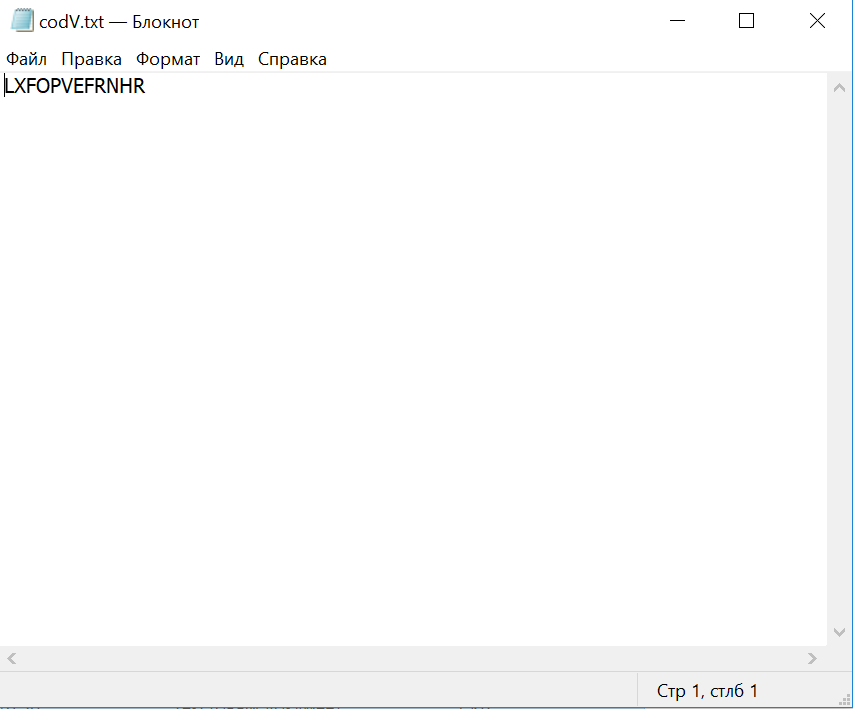 codV.txt — Блокнот
Файл Правка Формат Вид Справка
LXFOPVEFRNHR
Стр 1, стлб 1